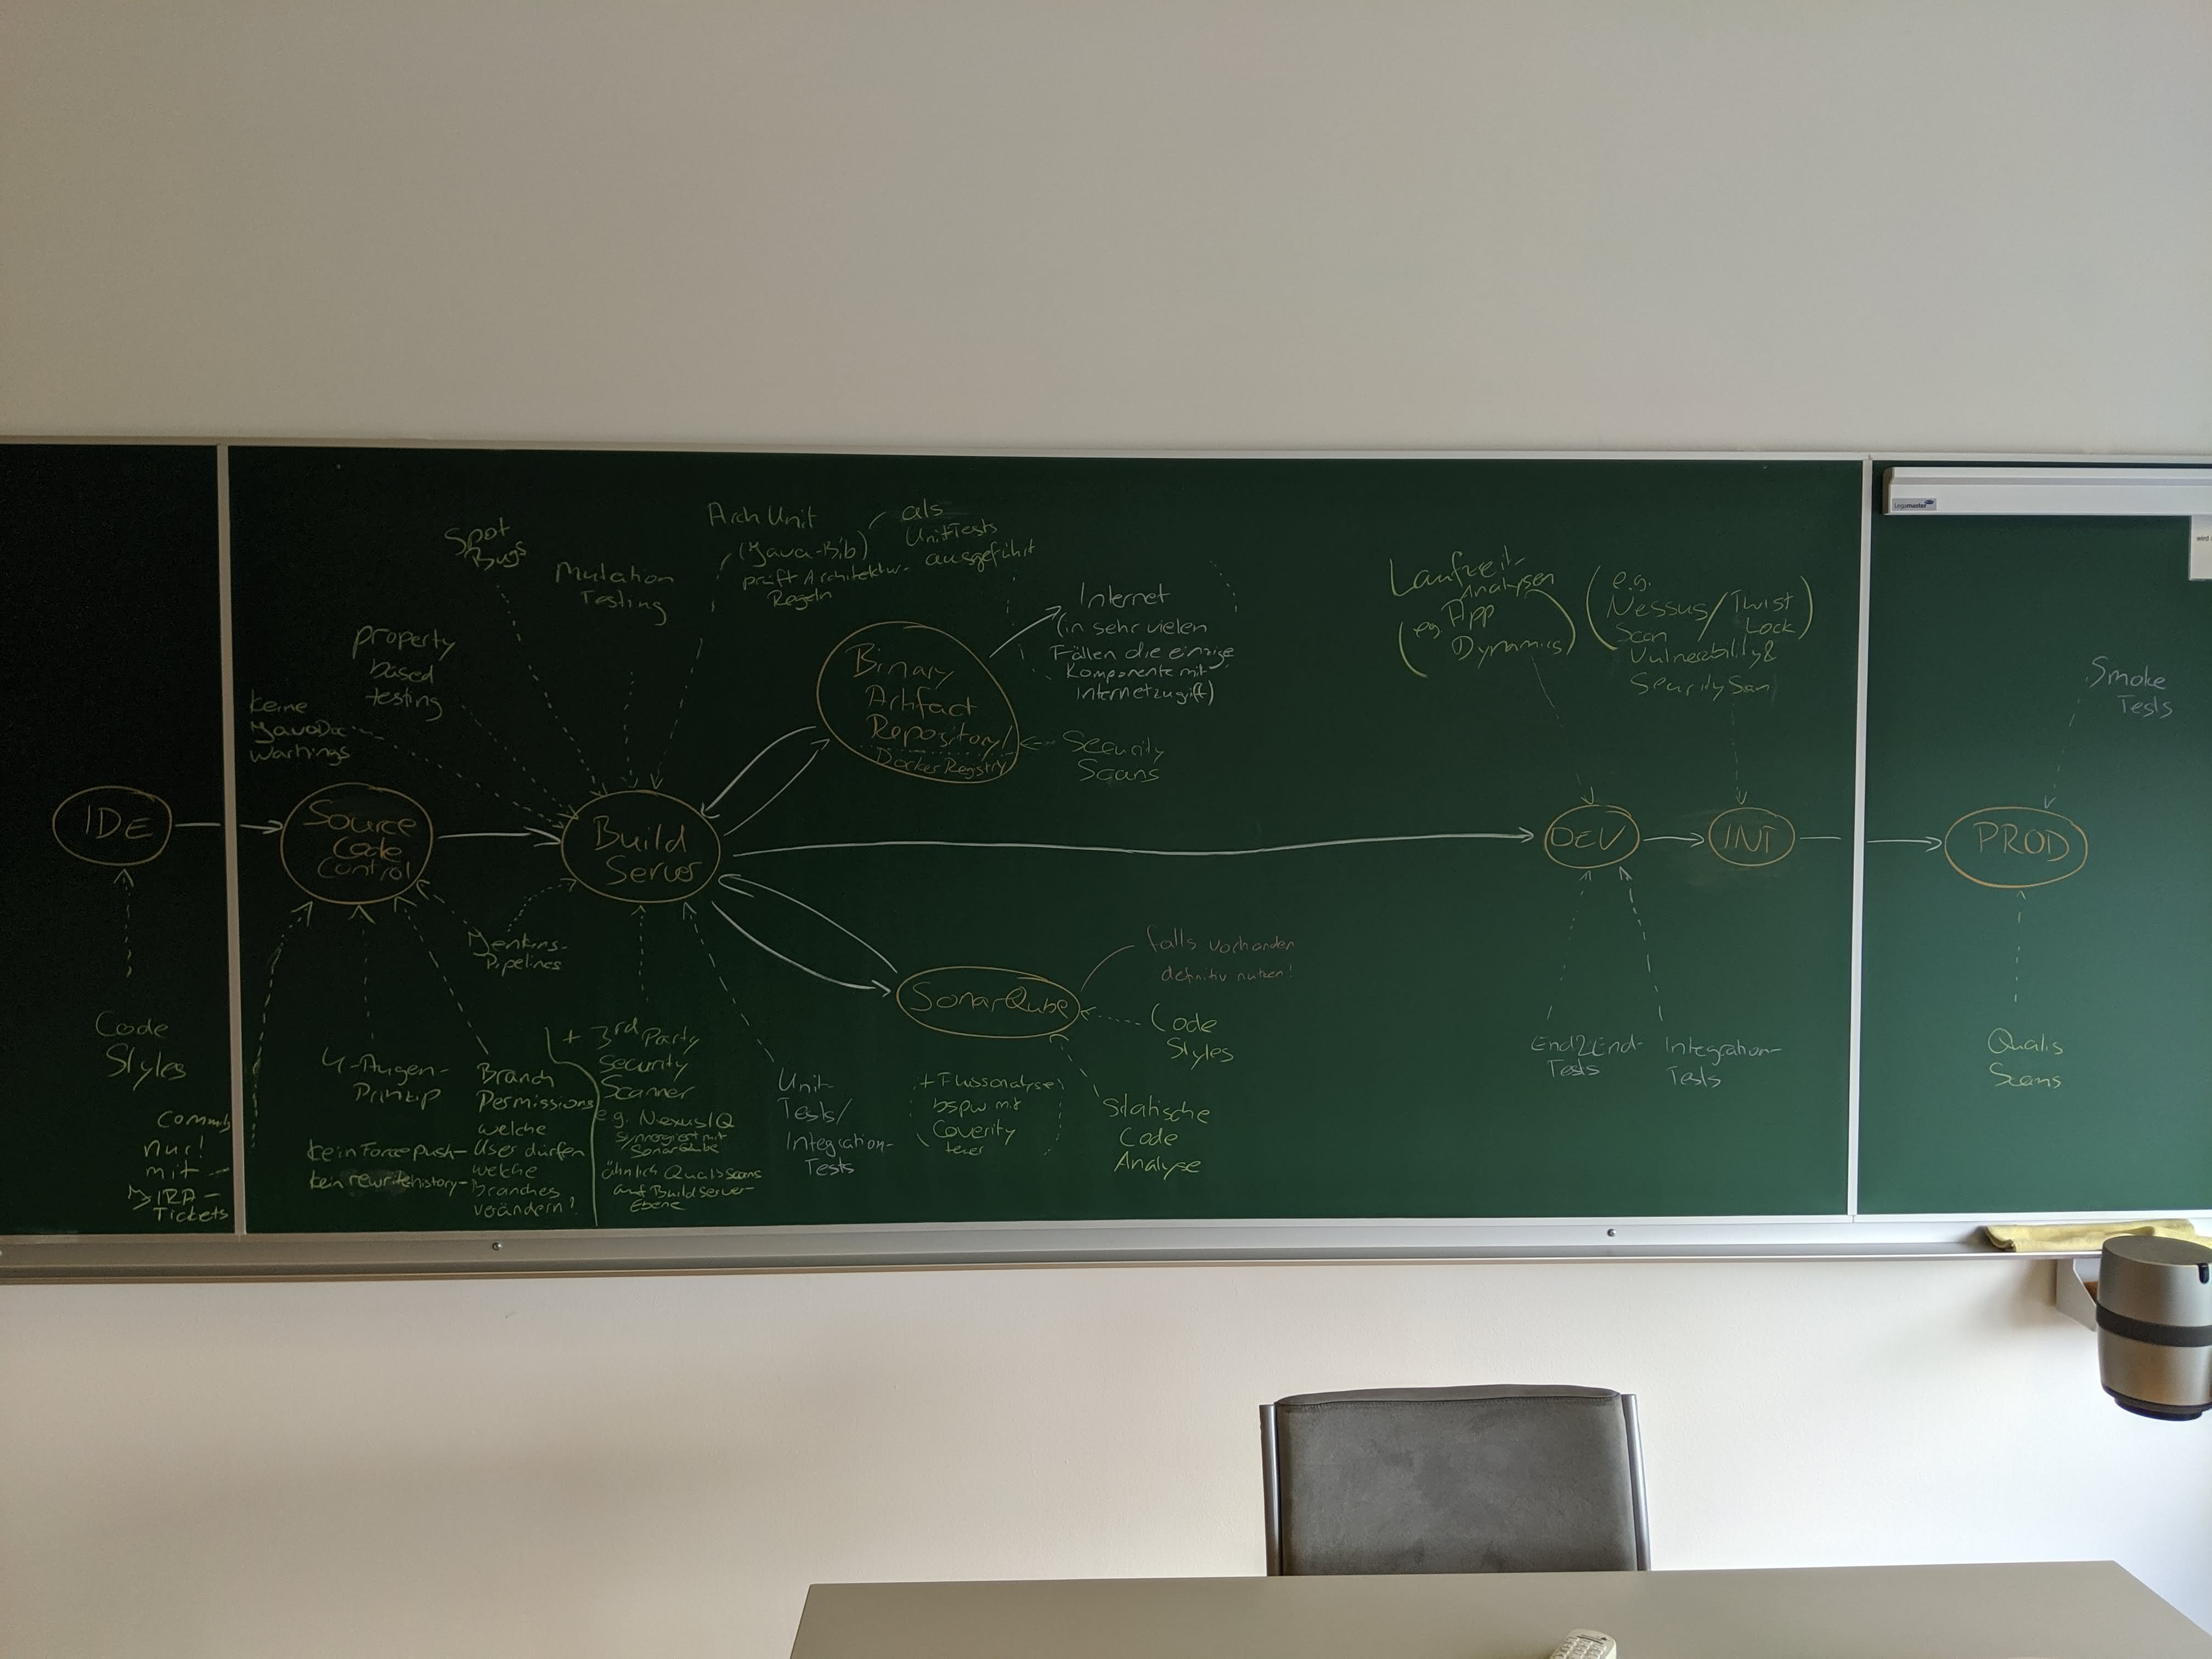 Spot
Bugs
Mutation
Testing
Arch Unit
(Java-Bib)
prüft Architektur-
Regeln
als
UnitTests
ausgeführt
property
based
testing
keine
JavaDoc
Warnings
Internet
(in sehr vielen
Fällen die einzige
Komponente mit
Internetzugriff)
Binary
Artifact
Repository/
Docker Registry
Security
Scans
Laufzeit-
Analysen
(eg. App
Dynamics)
(e.g.
Nessus/Twist
Scan Lock)
Vulnerability&
Security Scan
Smoke
Tests
Legamaster
wird
IDE
Source
Code
Control
Build
Server
DEV
INT
PROD
Jenkins-
Pipelines
SonarQube
falls vorhanden
definitiv nutzen!
Code
Styles
Code
Styles
Commits
nur!
mit
JIRA-
Tickets
4-Augen-
Prinzip
kein Force push-
kein rewrite history-
Branch
Permissions
welche
User dürfen
welche
Branches
verändern?
+ 3rd Party
Security
Scanner
e.g. NexusIQ
synergiert mit
SonarQube
ähnlich Qualisscans
auf Buildserver-
Ebene
Unit-
Tests/
Integration-
Tests
+ Flussanalyse
bspw mit
Coverity
teuer
Statische
Code
Analyse
End2End-
Tests
Integration-
Tests
Qualis
Scans